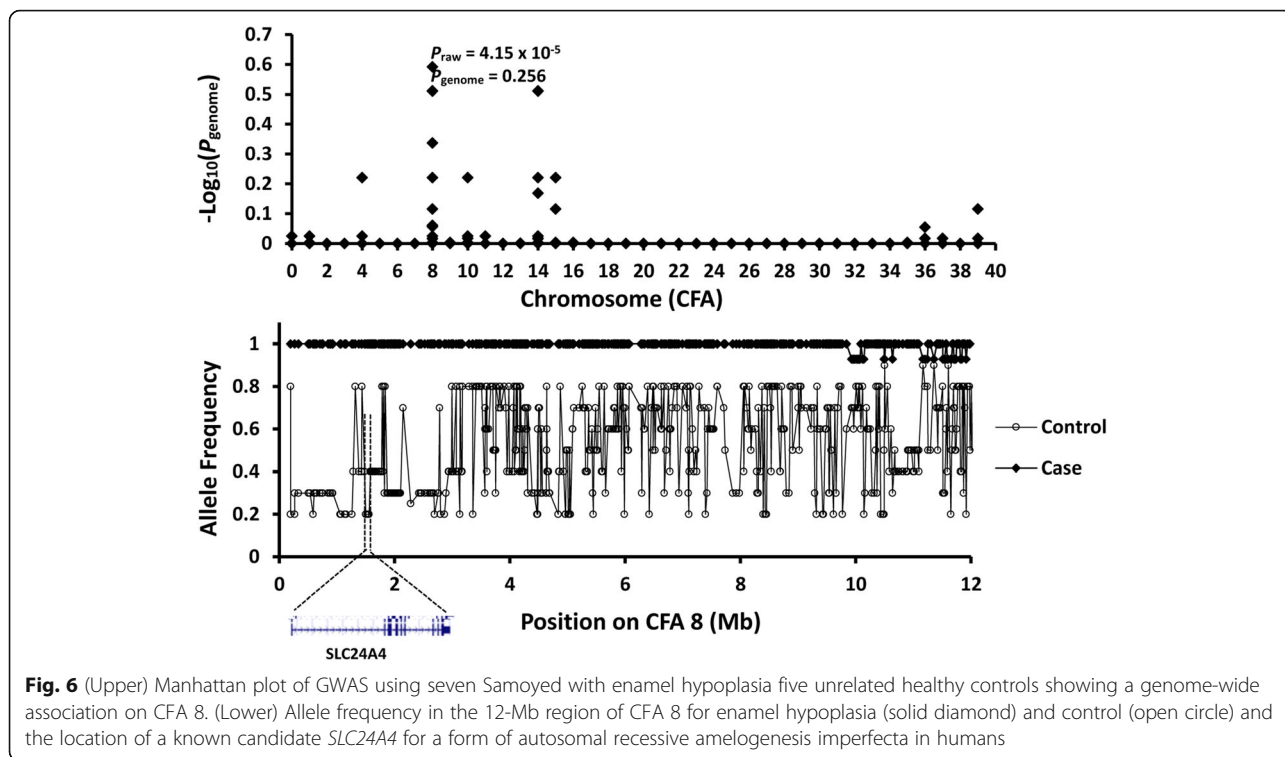 0.7
0.6
0.5
0.4
0.3
0.2
0.1
0
-Log10(Pgenome)
Praw = 4.15 x 10-5
Pgenome = 0.256
0 2 4 6 8 10 12 14 16 18 20 22 24 26 28 30 32 34 36 38 40
Chromosome (CFA)
1
0.8
0.6
0.4
0.2
0
Allele Frequency
Control
Case
0 2 4 6 8 10 12
Position on CFA 8 (Mb)
SLC24A4
Fig. 6 (Upper) Manhattan plot of GWAS using seven Samoyed with enamel hypoplasia five unrelated healthy controls showing a genome-wide
association on CFA 8. (Lower) Allele frequency in the 12-Mb region of CFA 8 for enamel hypoplasia (solid diamond) and control (open circle) and
the location of a known candidate SLC24A4 for a form of autosomal recessive amelogenesis imperfecta in humans